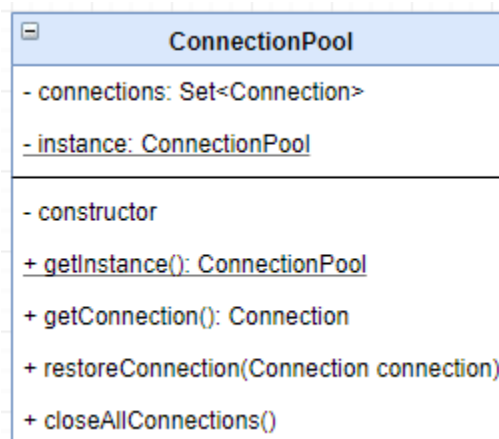 ConnectionPool
- connections: Set<Connection>
- instance: ConnectionPool
- constructor
+ getInstance(): ConnectionPool
+ getConnection(): Connection
+ restoreConnection(Connection connection)
+ closeAllConnections()